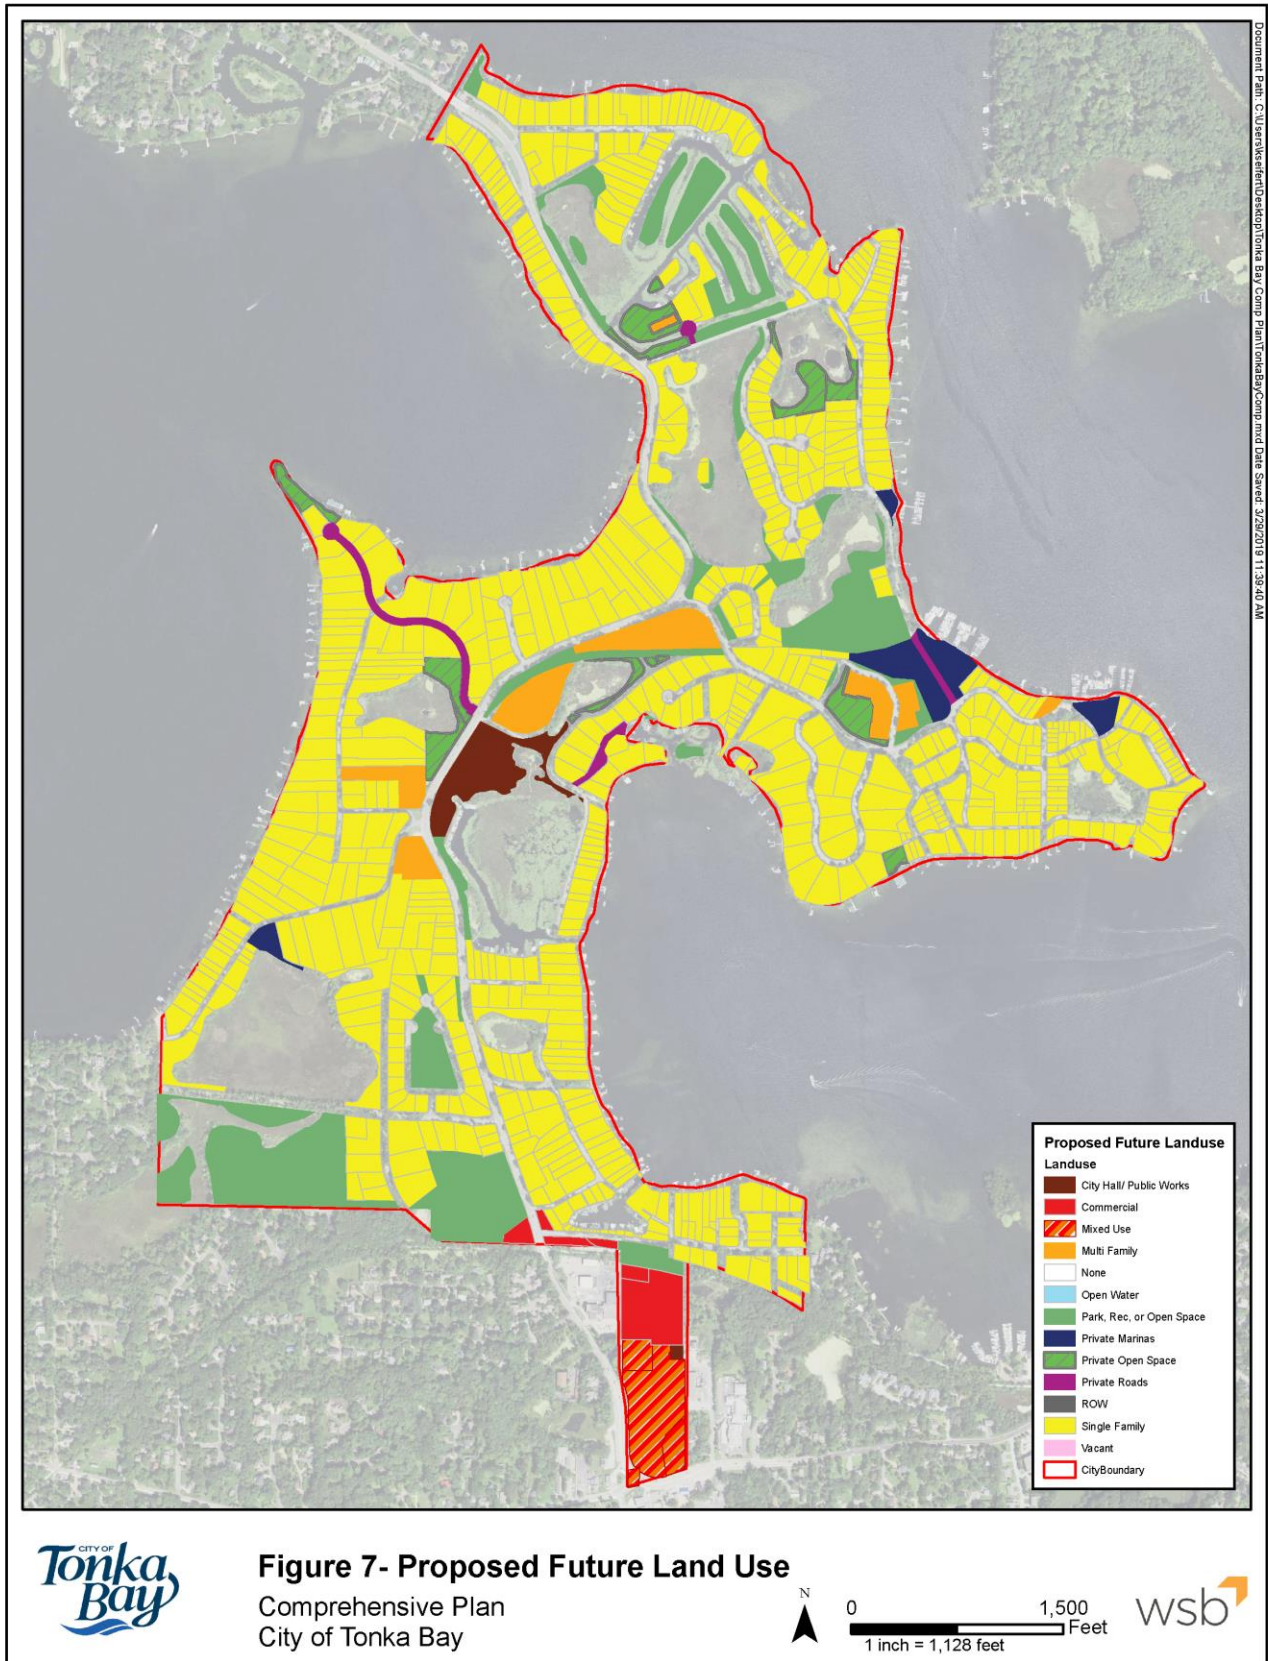 Document Path: C:\Users\kseifert\Desktop\Tonka Bay Comp Plan\TonkaBayComp.mxd Date Saved: 3/29/2019 11:39:40 AM
Proposed Future Landuse
Landuse
City Hall/ Public Works
Commercial
Mixed Use
Multi Family
None
Open Water
Park, Rec, or Open Space
Private Marinas
Private Open Space
Private Roads
ROW
Single Family
Vacant
CityBoundary
CITY OF
Tonka
Bay
Figure 7- Proposed Future Land Use
Comprehensive Plan
City of Tonka Bay
N
0 1,500
Feet
1 inch = 1,128 feet
wsb